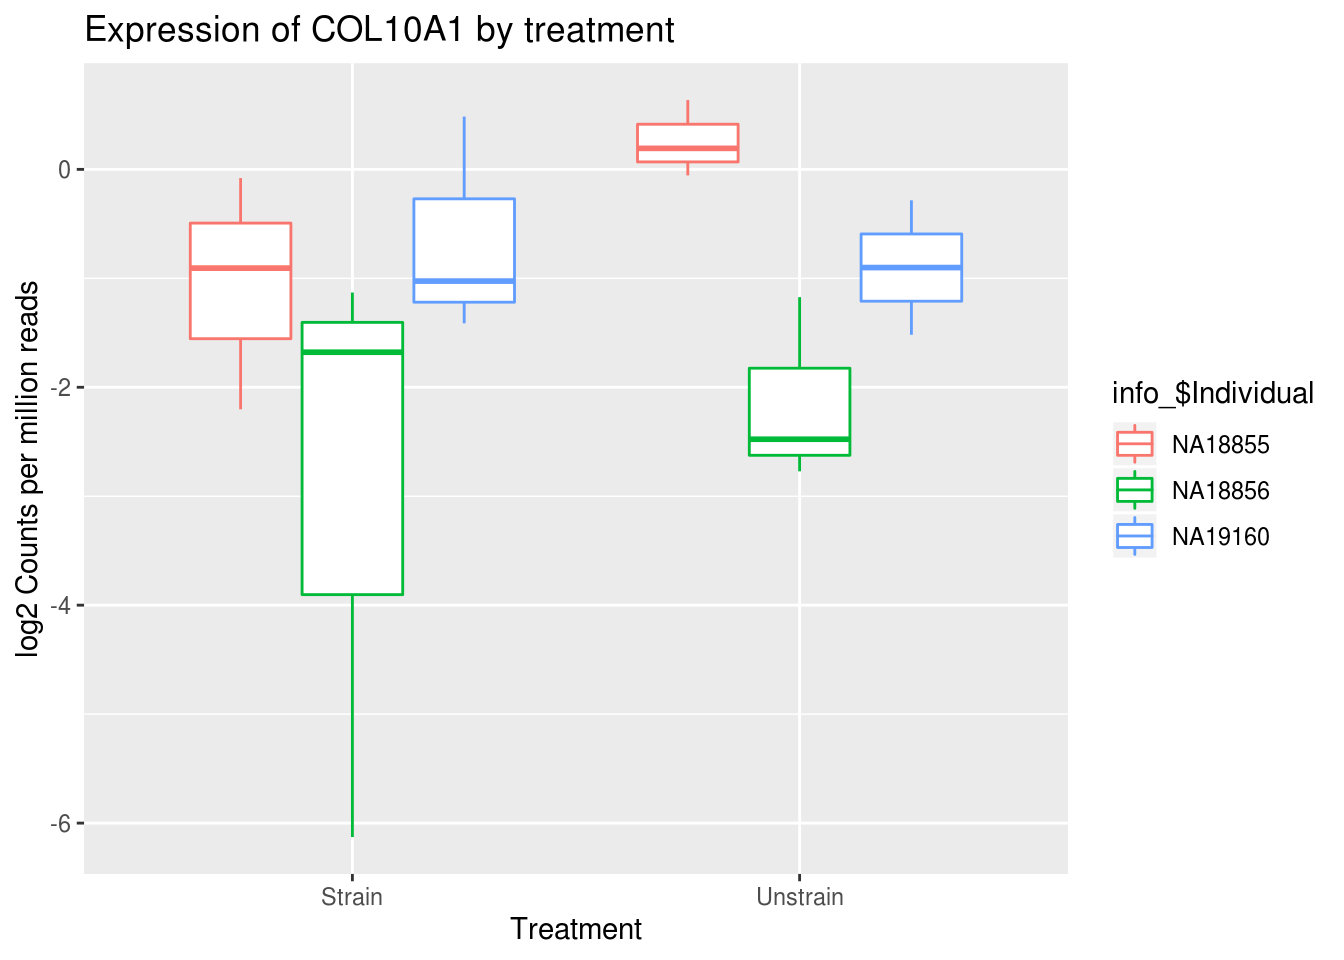 Expression of COL10A1 by treatment
log2 Counts per million reads
0
-2
-4
-6
Strain
Unstrain
Treatment
info_$Individual
NA18855
NA18856
NA19160